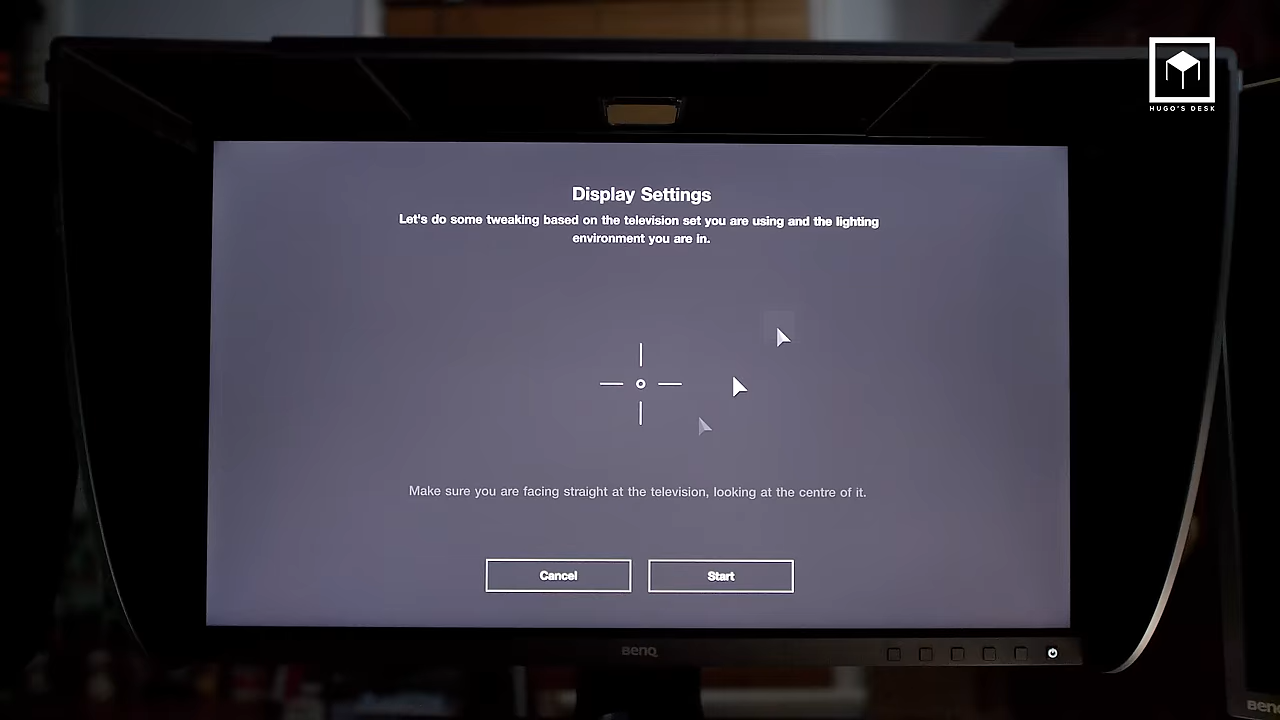 HUGO'S DESK
Display Settings
Let's do some tweaking based on the television set you are using and the lighting
environment you are in.
Make sure you are facing straight at the television, looking at the centre of it.
Cancel
Start
BenQ